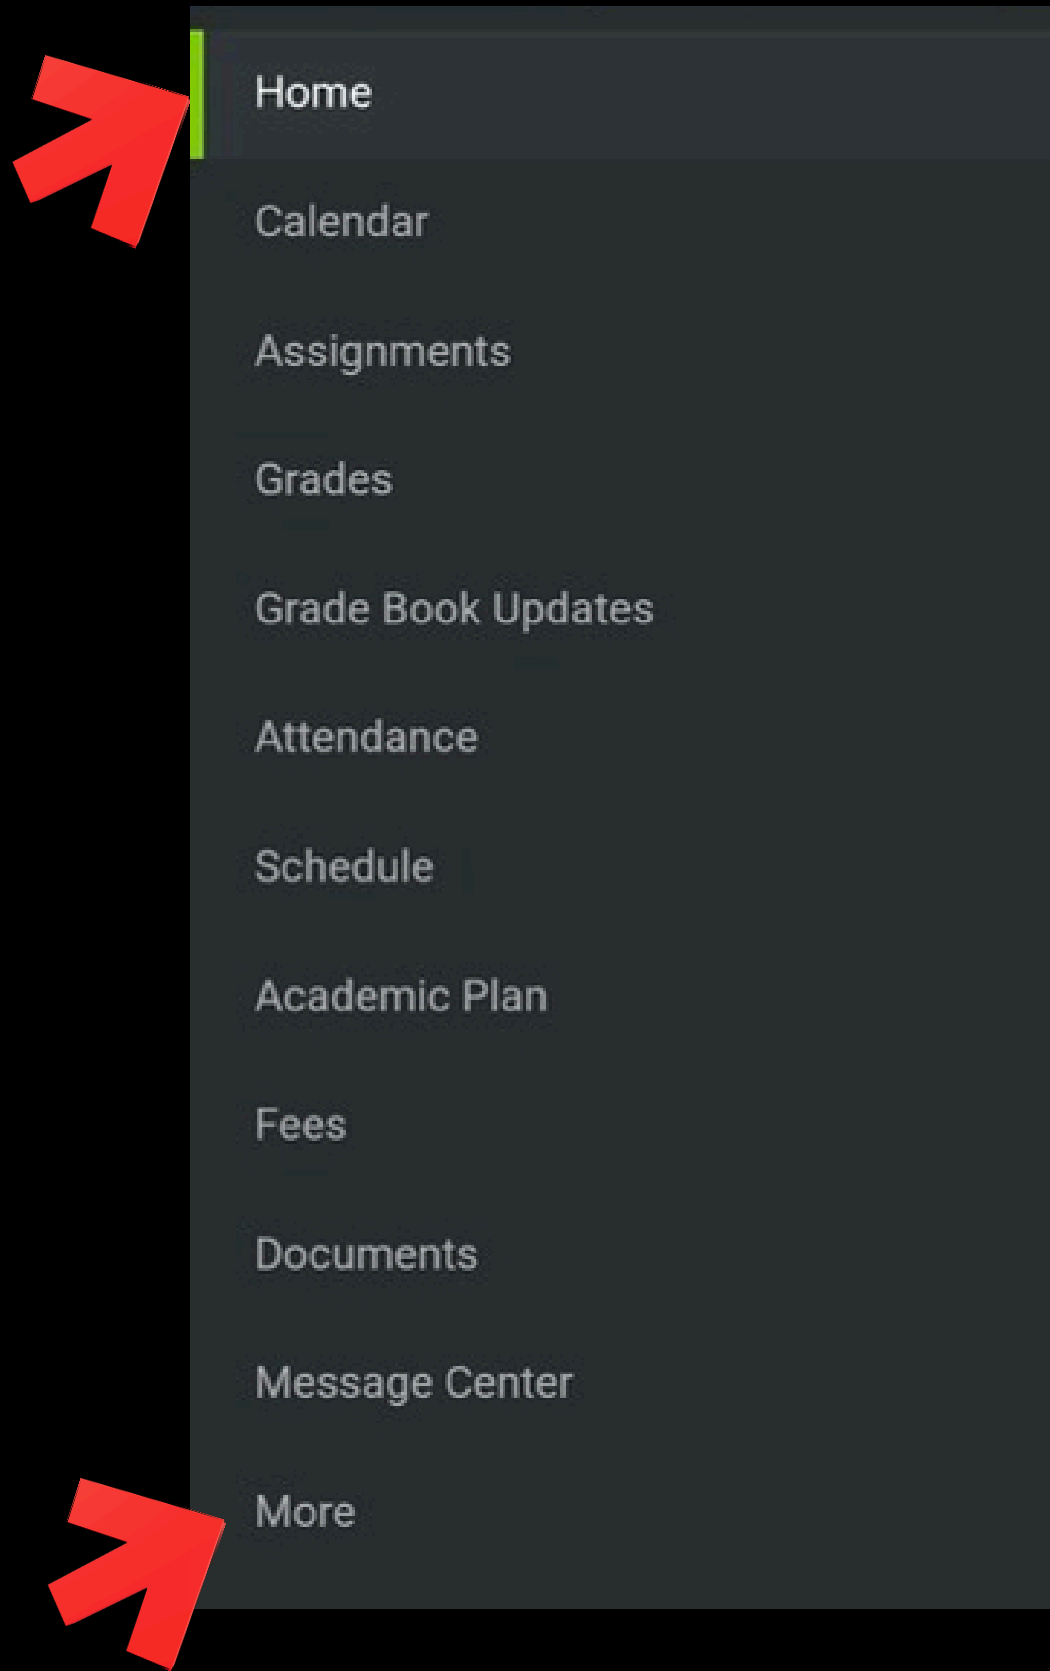 Home
Calendar
Assignments
Grades
Grade Book Updates
Attendance
Schedule
Academic Plan
Fees
Documents
Message Center
More